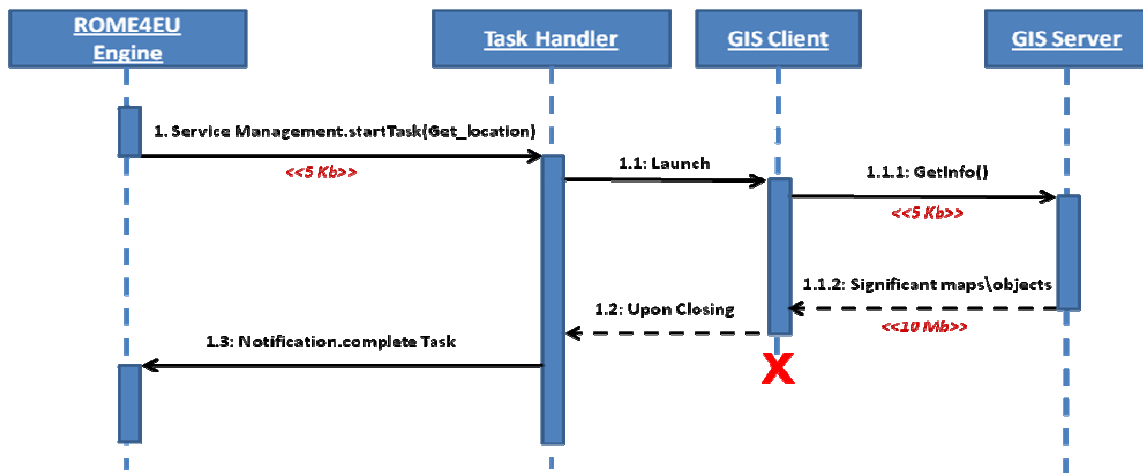 ROME4EU
Engine
Task Handler
GIS Client
GIS Server
1. Service Management.startTask(Get_location)
<<5 Kb>>
1.1: Launch
1.1.1: GetInfo()
<<5 Kb>>
1.1.2: Significant maps\objects
<<10 Mb>>
1.2: Upon Closing
1.3: Notification.complete Task
X